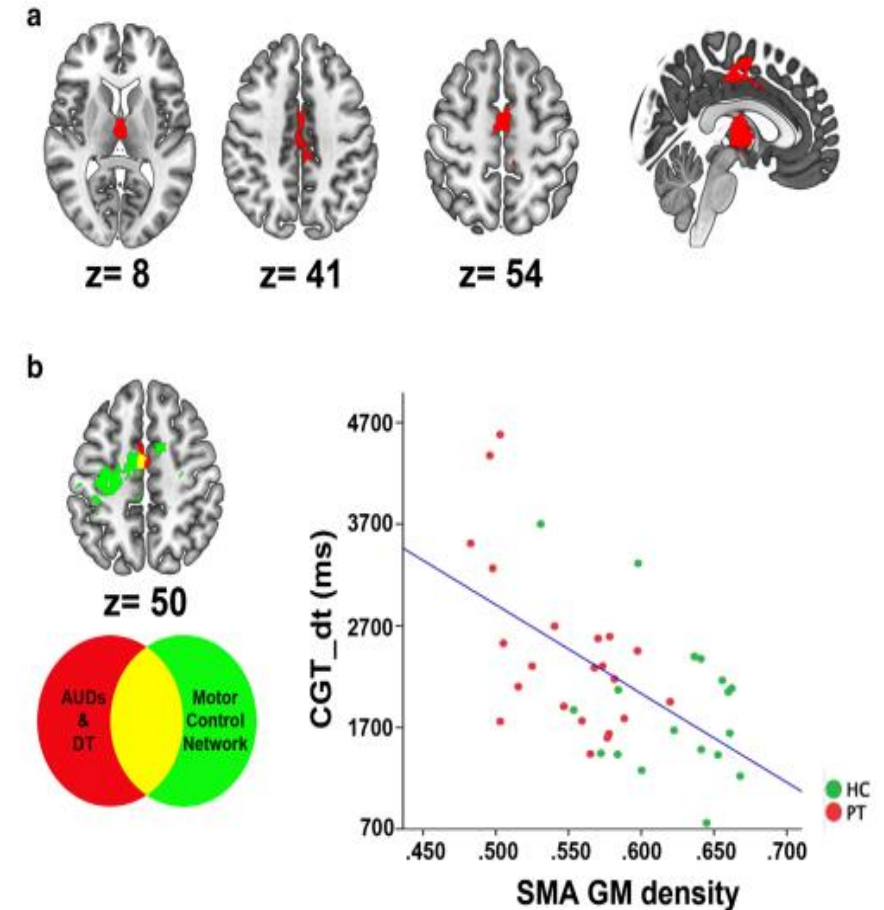 a
z= 8
z= 41
z= 54
b
z= 50
AUDs
&
DT
Motor
Control
Network
CGT_dt (ms)
4700
3700
2700
1700
700
.450 .500 .550 .600 .650 .700
SMA GM density
HC
PT